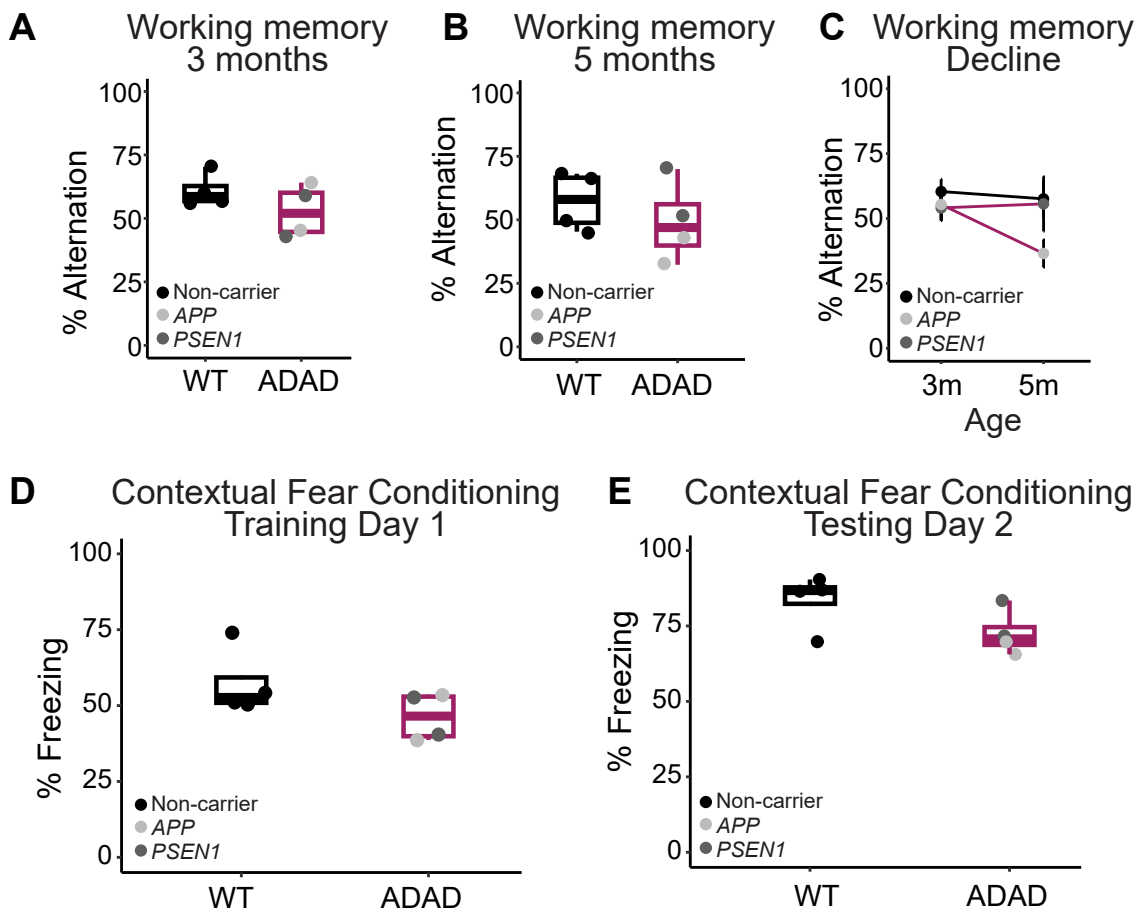 A
Working memory
3 months
% Alternation
100
75
50
25
0
Non-carrier
APP
PSEN1
WT
ADAD
B
Working memory
5 months
% Alternation
100
75
50
25
0
Non-carrier
APP
PSEN1
WT
ADAD
C
Working memory
Decline
% Alternation
100
75
50
25
0
Non-carrier
APP
PSEN1
3m
5m
Age
D
Contextual Fear Conditioning
Training Day 1
% Freezing
100
75
50
25
0
Non-carrier
APP
PSEN1
WT
ADAD
E
Contextual Fear Conditioning
Testing Day 2
% Freezing
100
75
50
25
0
Non-carrier
APP
PSEN1
WT
ADAD